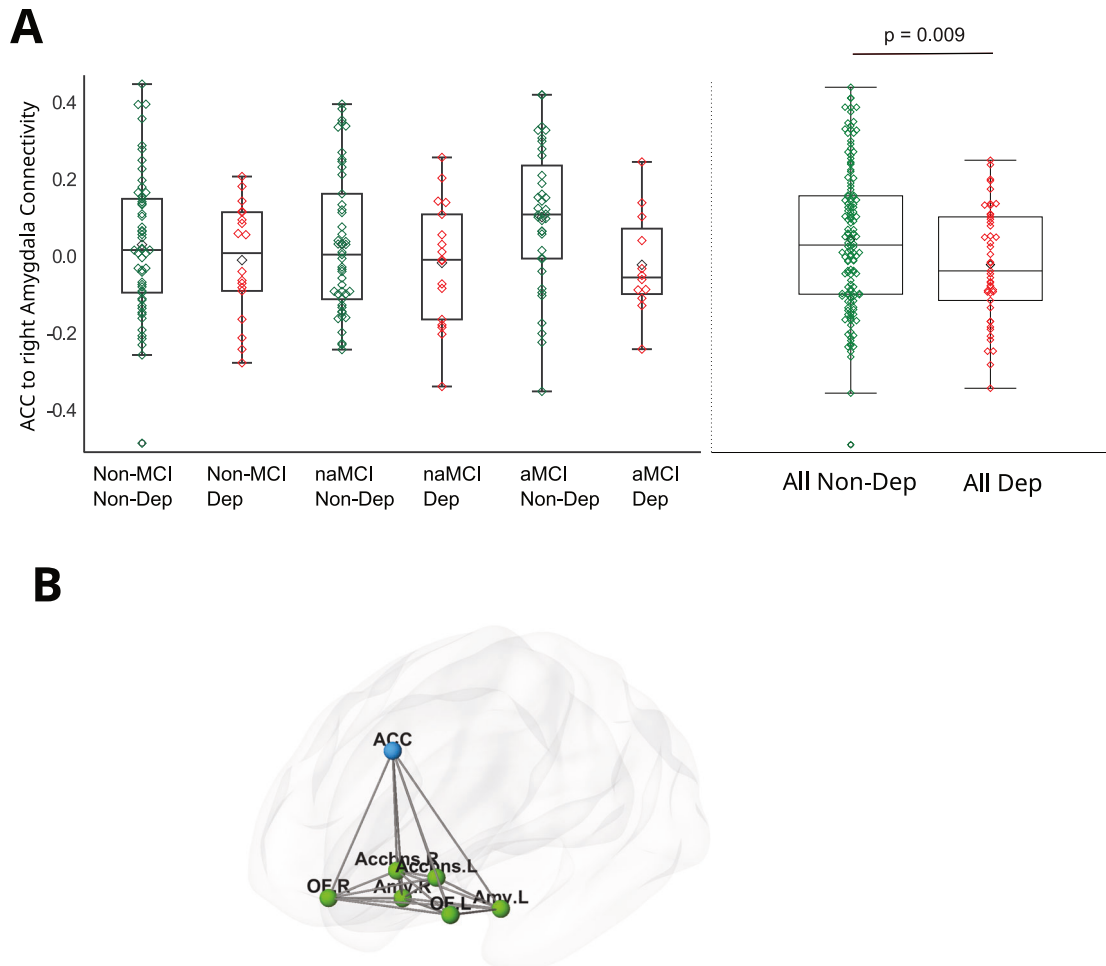 A
p = 0.009
ACC to right Amygdala Connectivity
0.4
0.2
0.0
-0.2
-0.4
Non-MCI
Non-Dep
Non-MCI
Dep
naMCI
Non-Dep
naMCI
Dep
aMCI
Non-Dep
aMCI
Dep
All Non-Dep
All Dep
B
ACC
Accbns.R
Accbns.L
OF.R
Amy.R
OF.L
Amy.L